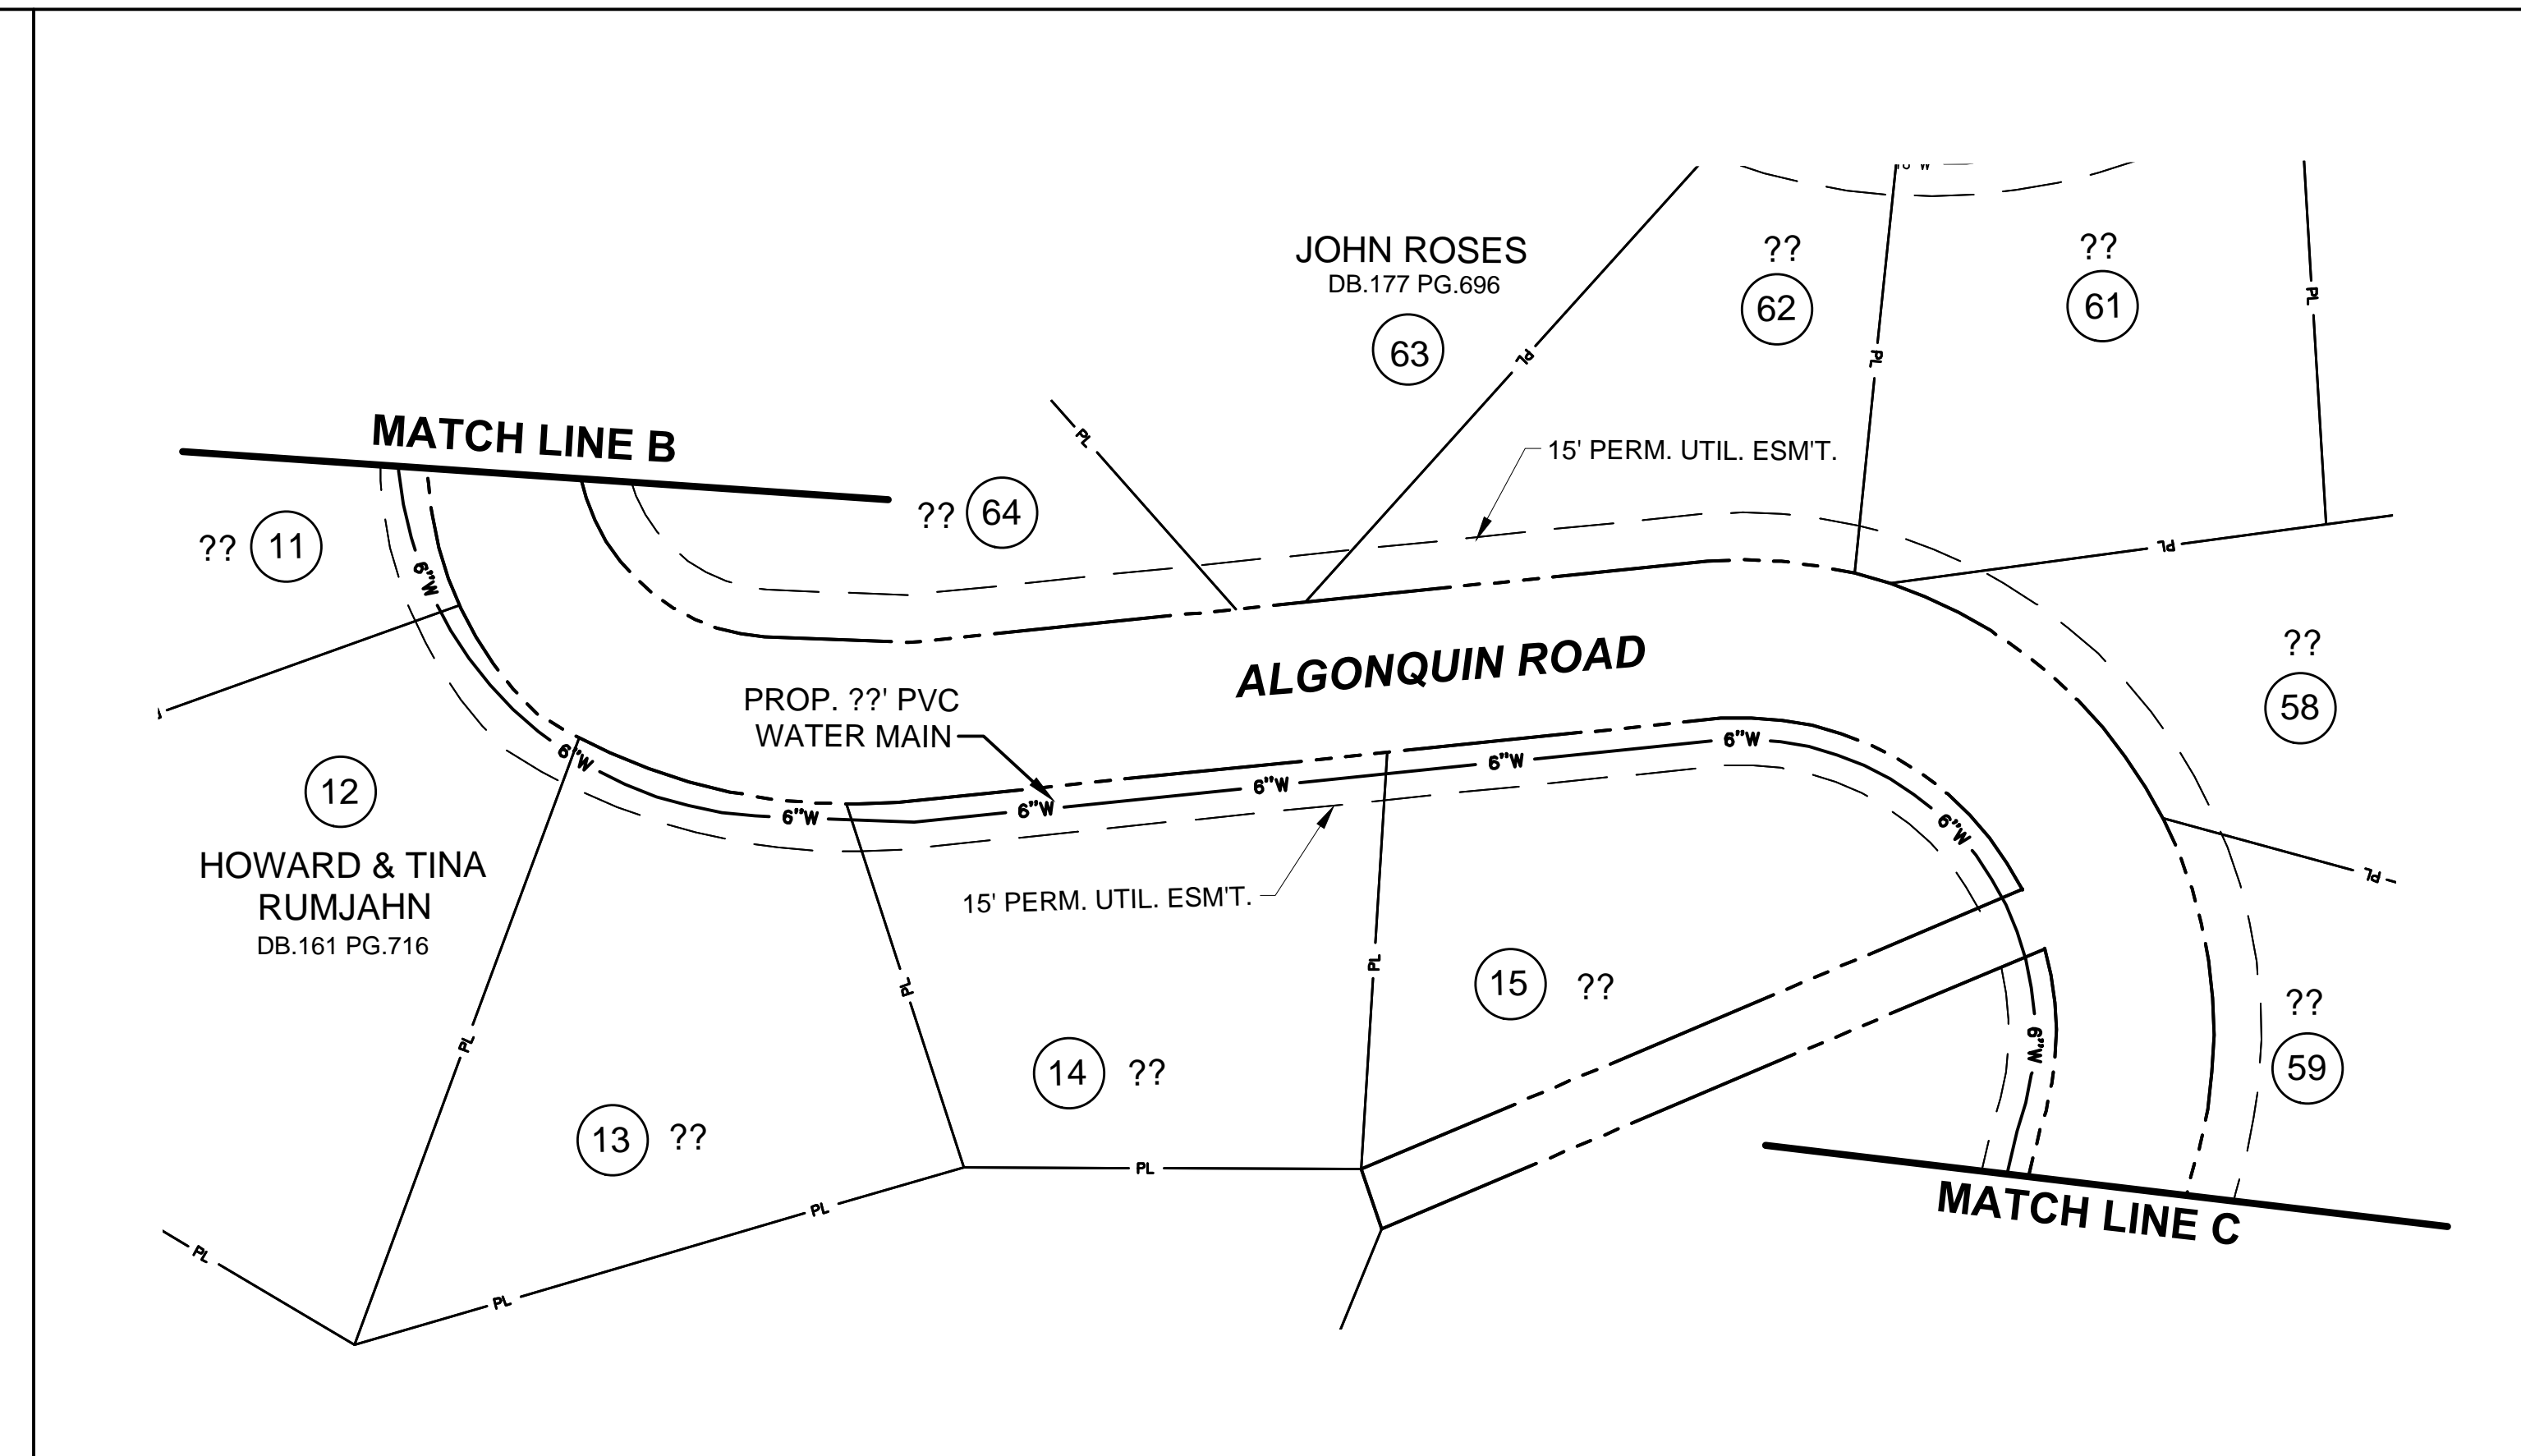 JOHN ROSES
DB.177 PG.696
63
??
62
??
61
PL
PL
PL
PL
MATCH LINE B
15' PERM. UTIL. ESM'T.
?? 64
?? 11
PL
6"W
ALGONQUIN ROAD
??
58
PROP. ??' PVC
WATER MAIN
6"W
6"W
6"W
6"W
6"W
6"W
6"W
12
HOWARD & TINA
RUMJAHN
DB.161 PG.716
15' PERM. UTIL. ESM'T.
PL
PL
PL
PL
15 ??
??
59
6"W
14 ??
13 ??
PL
PL
PL
PL
MATCH LINE C